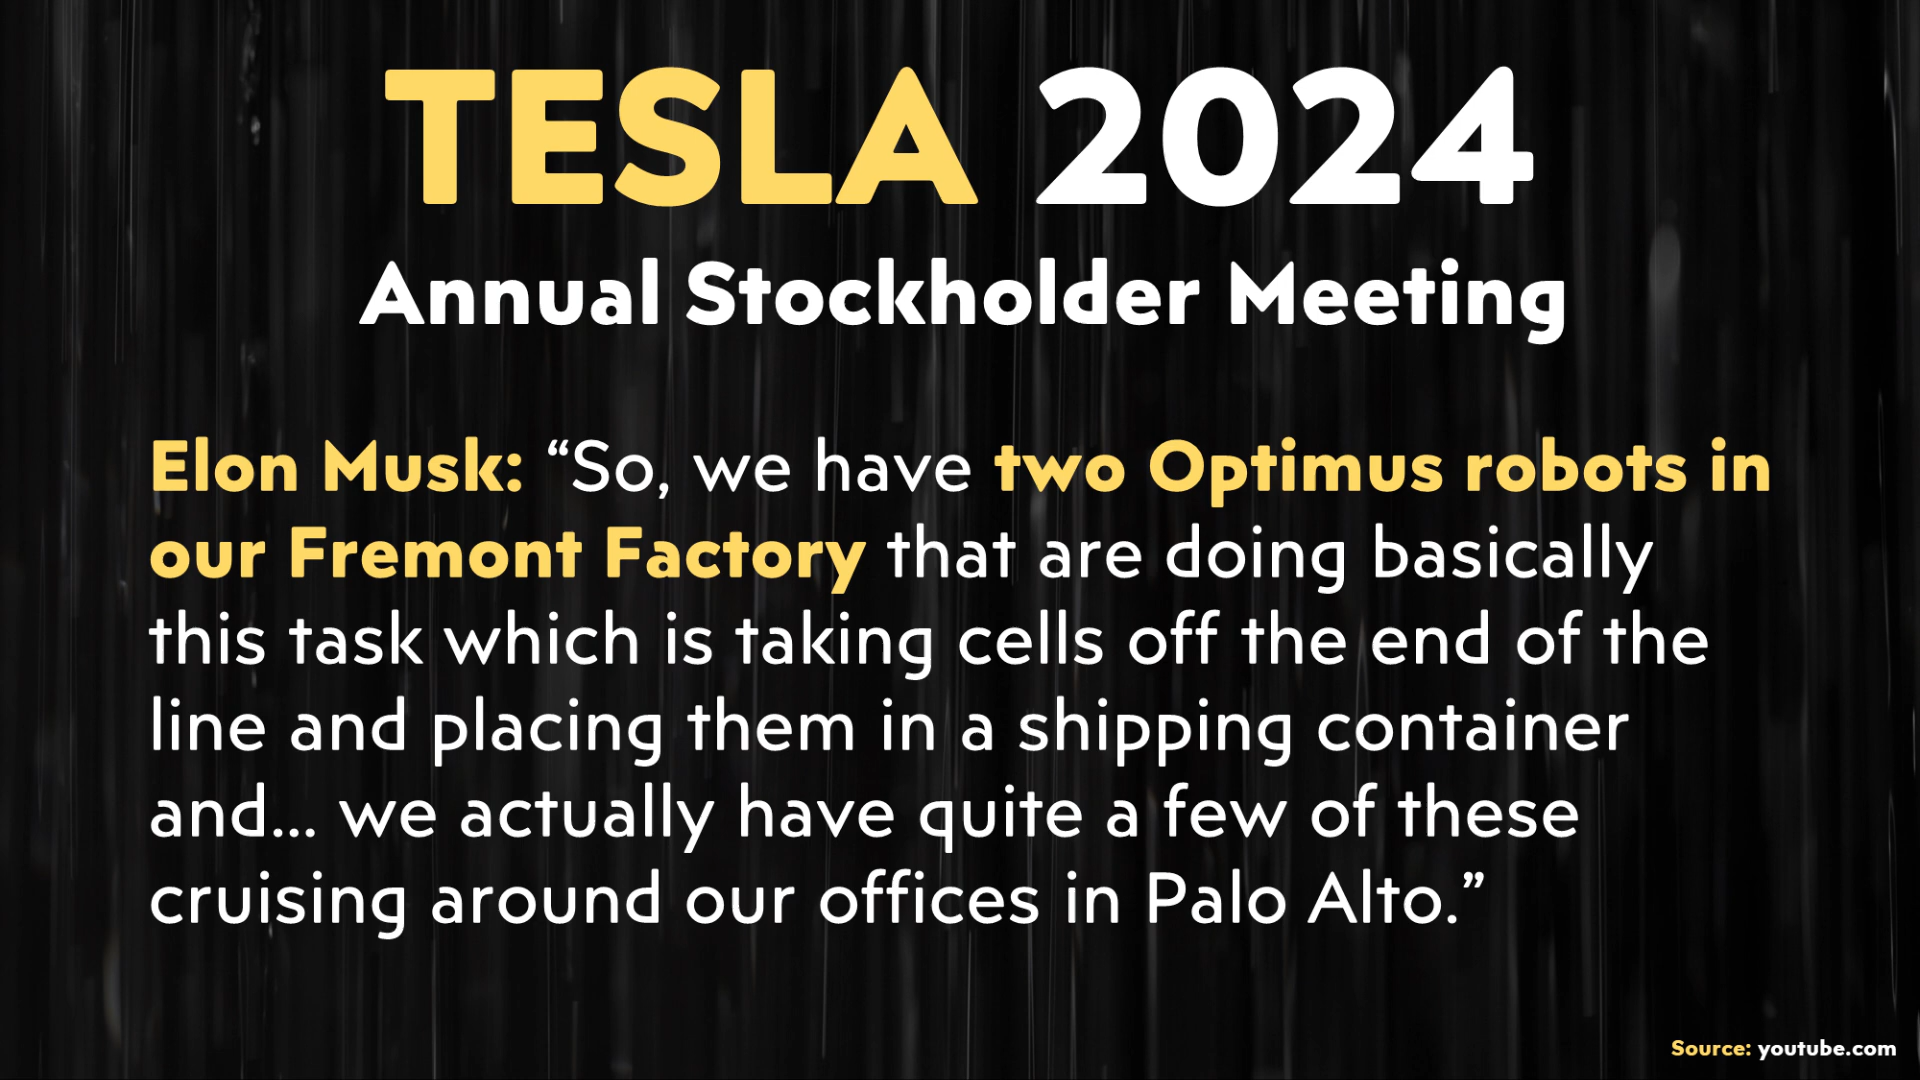 TESLA 2024
Annual Stockholder Meeting
Elon Musk: “So, we have two Optimus robots in
our Fremont Factory that are doing basically
this task which is taking cells off the end of the
line and placing them in a shipping container
and... we actually have quite a few of these
cruising around our offices in Palo Alto.”
Source: youtube.com